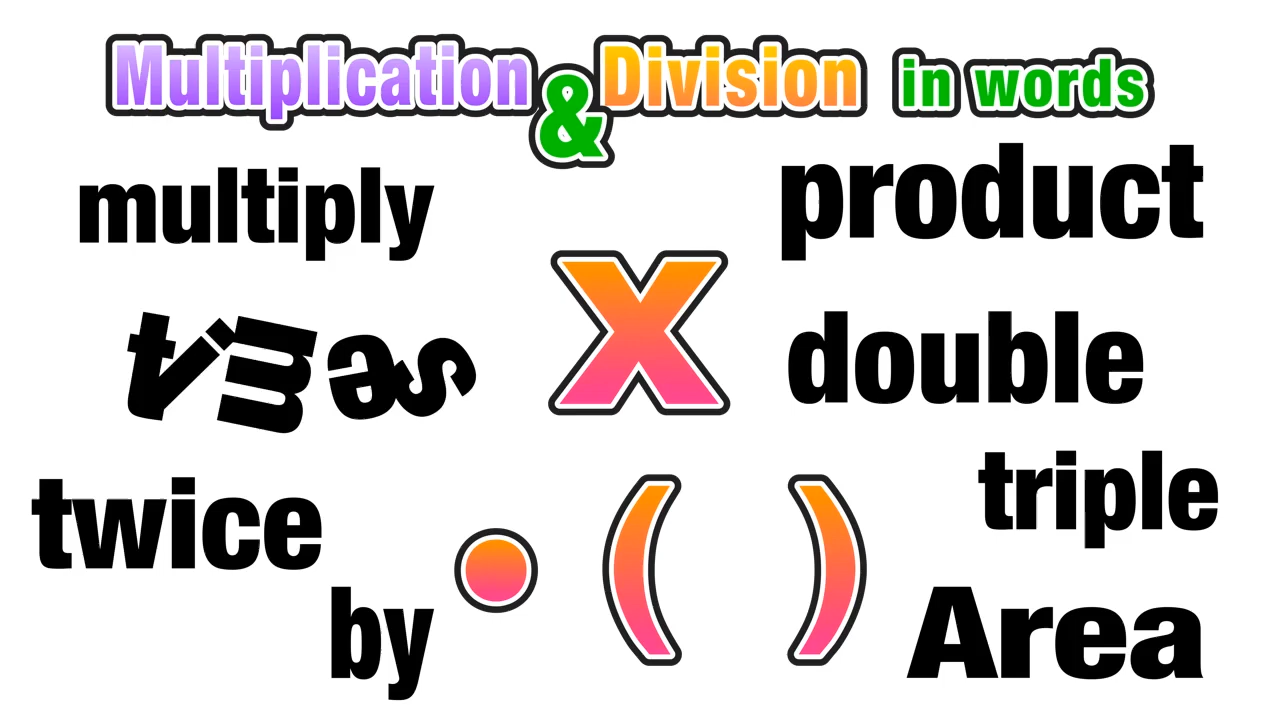 Multiplication & Division in words
multiply
product
times
X
double
twice
triple
by
• ( )
Area